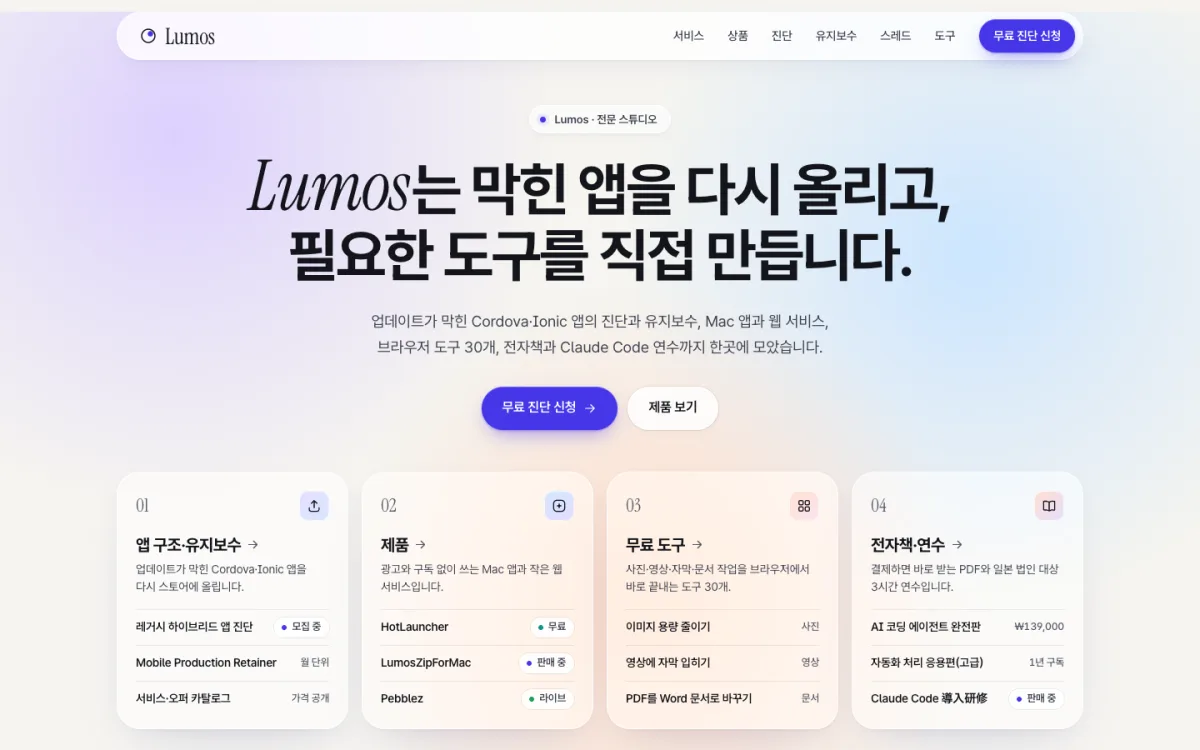 Lumos
서비스 상품 진단 유지보수 스레드 도구 무료 진단 신청
Lumos · 전문 스튜디오
Lumos는 막힌 앱을 다시 올리고,
필요한 도구를 직접 만듭니다.
업데이트가 막힌 Cordova·Ionic 앱의 진단과 유지보수, Mac 앱과 웹 서비스,
브라우저 도구 30개, 전자책과 Claude Code 연수까지 한곳에 모았습니다.
무료 진단 신청 →
제품 보기
01
앱 구조·유지보수 →
업데이트가 막힌 Cordova·Ionic 앱을
다시 스토어에 올립니다.
레거시 하이브리드 앱 진단 모집 중
Mobile Production Retainer 월 단위
서비스·오퍼 카탈로그 가격 공개
02
제품 →
광고와 구독 없이 쓰는 Mac 앱과 작은 웹
서비스입니다.
HotLauncher 무료
LumosZipForMac 판매 중
Pebblez 라이브
03
무료 도구 →
사진·영상·자막·문서 작업을 브라우저에서
바로 끝내는 도구 30개.
이미지 용량 줄이기 사진
영상에 자막 입히기 영상
PDF를 Word 문서로 바꾸기 문서
04
전자책·연수 →
결제하면 바로 받는 PDF와 일본 법인 대상
3시간 연수입니다.
AI 코딩 에이전트 완전판 ₩139,000
자동화 처리 응용편(고급) 1년 구독
Claude Code 導入研修 판매 중